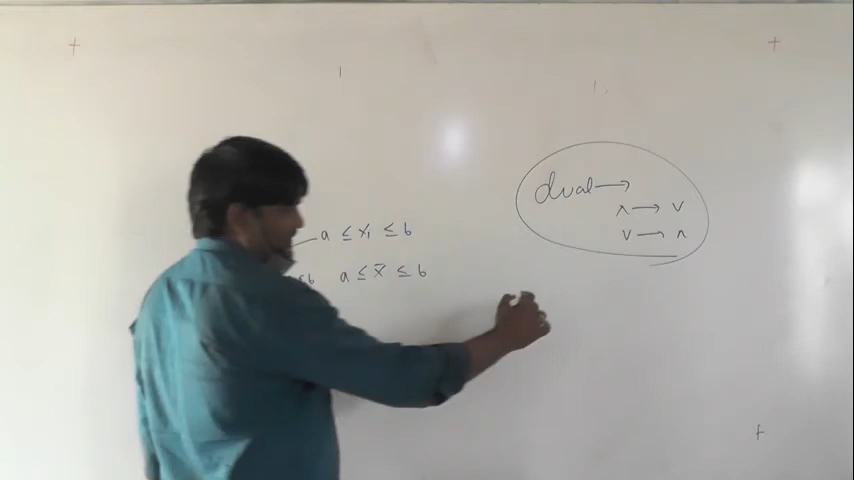 a ≤ x₁ ≤ b
≤b a ≤ x̄ ≤ b
dual →
∧ → ∨
∨ → ∧